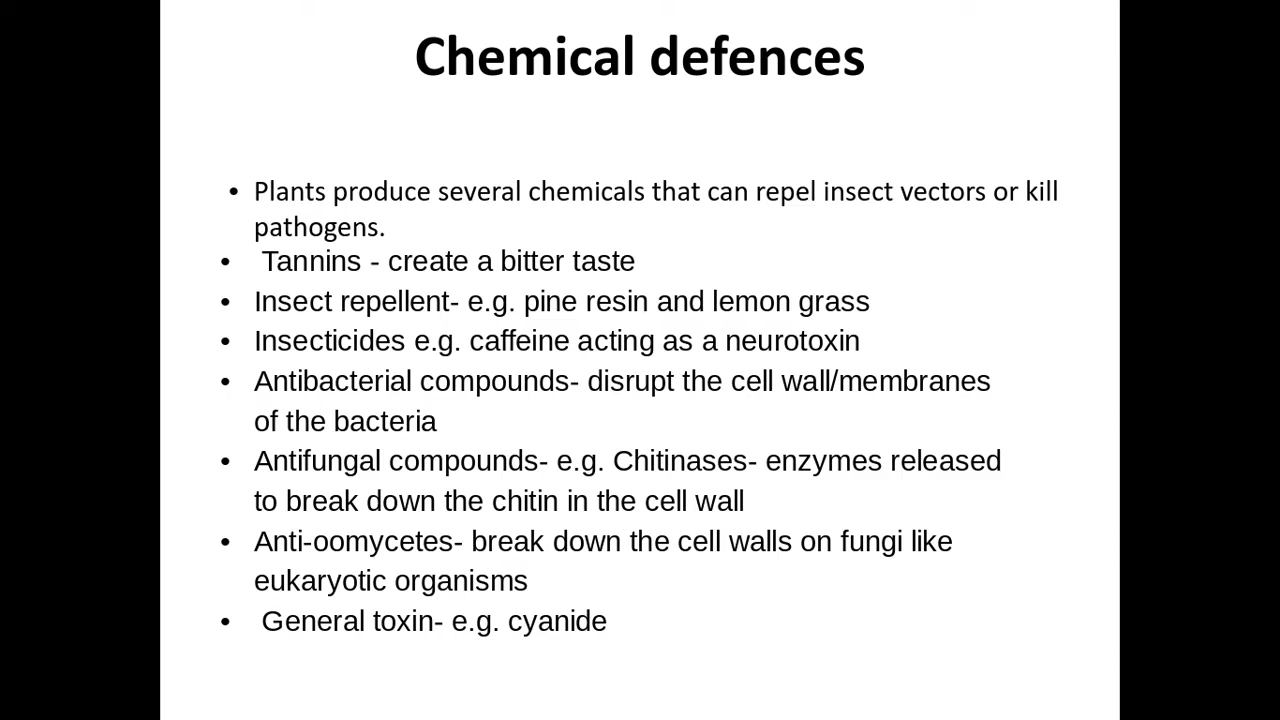 Chemical defences
• Plants produce several chemicals that can repel insect vectors or kill
pathogens.
• Tannins - create a bitter taste
• Insect repellent- e.g. pine resin and lemon grass
• Insecticides e.g. caffeine acting as a neurotoxin
• Antibacterial compounds- disrupt the cell wall/membranes
of the bacteria
• Antifungal compounds- e.g. Chitinases- enzymes released
to break down the chitin in the cell wall
• Anti-oomycetes- break down the cell walls on fungi like
eukaryotic organisms
• General toxin- e.g. cyanide